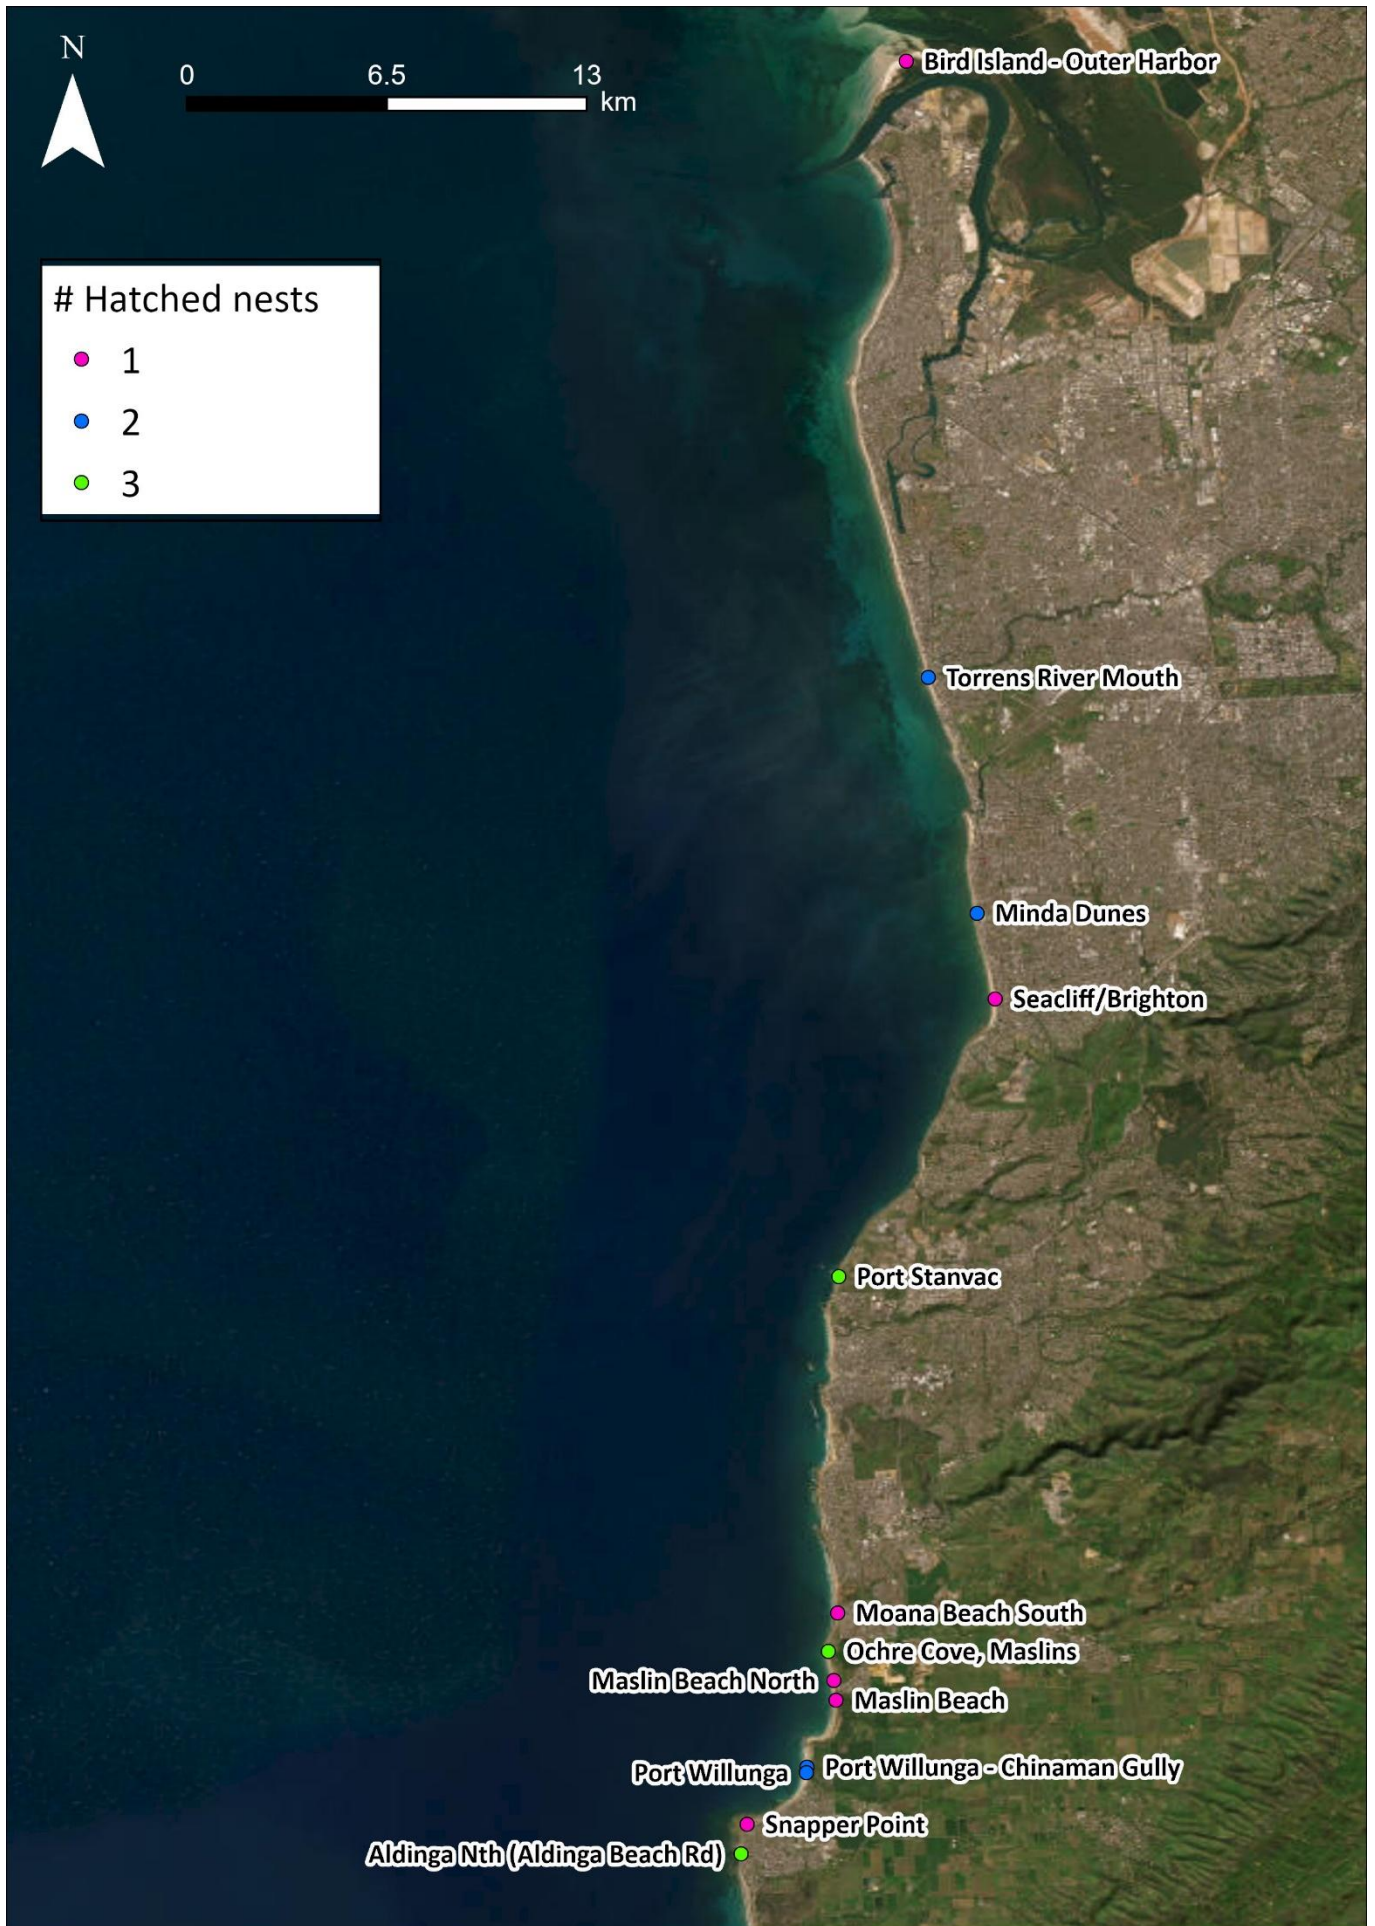 N
0 6.5 13
km
Bird Island - Outer Harbor
# Hatched nests
1
2
3
Torrens River Mouth
Minda Dunes
Seacliff/Brighton
Port Stanvac
Moana Beach South
Ochre Cove, Maslins
Maslin Beach North
Maslin Beach
Port Willunga - Chinaman Gully
Port Willunga
Snapper Point
Aldinga Nth (Aldinga Beach Rd)